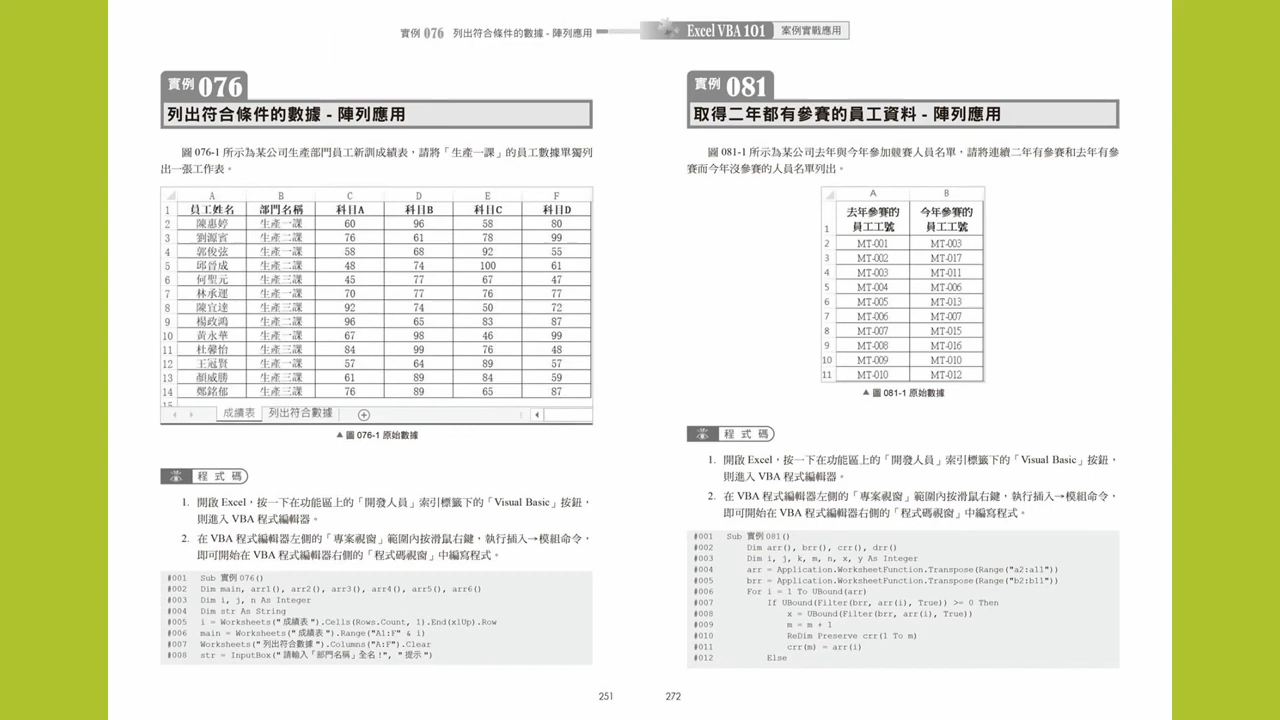 實例 076 列出符合條件的數據 - 陣列應用
實例 076
列出符合條件的數據 - 陣列應用
圖 076-1 所示為某公司生產部門員工新訓成績表，請將「生產一課」的員工數據單獨列
出一張工作表。
A B C D E F
1 員工姓名 部門名稱 科目A 科目B 科目C 科目D
2 陳惠婷 生產一課 60 96 58 80
3 劉源賓 生產二課 76 61 78 99
4 郭俊弦 生產一課 58 68 92 55
5 邱晉成 生產二課 48 74 100 61
6 何聖元 生產三課 45 77 67 47
7 林承運 生產一課 70 77 76 77
8 陳宜達 生產三課 92 74 50 72
9 楊政鴻 生產二課 96 65 83 87
10 黃永華 生產一課 67 98 46 99
11 杜馨怡 生產三課 84 99 76 48
12 王冠賢 生產一課 57 64 89 57
13 顏威勝 生產三課 61 89 84 59
14 鄭銘郁 生產三課 76 89 65 87
成績表 列出符合數據
▲ 圖 076-1 原始數據
程式碼
1. 開啟 Excel，按一下在功能區上的「開發人員」索引標籤下的「Visual Basic」按鈕，
則進入 VBA 程式編輯器。
2. 在 VBA 程式編輯器左側的「專案視窗」範圍內按滑鼠右鍵，執行插入→模組命令，
即可開始在 VBA 程式編輯器右側的「程式碼視窗」中編寫程式。
#001 Sub 實例 076()
#002 Dim main, arr1(), arr2(), arr3(), arr4(), arr5(), arr6()
#003 Dim i, j, n As Integer
#004 Dim str As String
#005 i = Worksheets("成績表").Cells(Rows.Count, 1).End(xlUp).Row
#006 main = Worksheets("成績表").Range("A1:F" & i)
#007 Worksheets("列出符合數據").Columns("A:F").Clear
#008 str = InputBox("請輸入「部門名稱」全名!", "提示")
251
Excel VBA 101 案例實戰應用
實例 081
取得二年都有參賽的員工資料 - 陣列應用
圖 081-1 所示為某公司去年與今年參加競賽人員名單，請將連續二年有參賽和去年有參
賽而今年沒參賽的人員名單列出。
A B
去年參賽的 今年參賽的
1 員工工號 員工工號
2 MT-001 MT-003
3 MT-002 MT-017
4 MT-003 MT-011
5 MT-004 MT-006
6 MT-005 MT-013
7 MT-006 MT-007
8 MT-007 MT-015
9 MT-008 MT-016
10 MT-009 MT-010
11 MT-010 MT-012
▲ 圖 081-1 原始數據
程式碼
1. 開啟 Excel，按一下在功能區上的「開發人員」索引標籤下的「Visual Basic」按鈕，
則進入 VBA 程式編輯器。
2. 在 VBA 程式編輯器左側的「專案視窗」範圍內按滑鼠右鍵，執行插入→模組命令，
即可開始在 VBA 程式編輯器右側的「程式碼視窗」中編寫程式。
#001 Sub 實例 081()
#002 Dim arr(), brr(), crr(), drr()
#003 Dim i, j, k, m, n, x, y As Integer
#004 arr = Application.WorksheetFunction.Transpose(Range("a2:a11"))
#005 brr = Application.WorksheetFunction.Transpose(Range("b2:b11"))
#006 For i = 1 To UBound(arr)
#007 If UBound(Filter(brr, arr(i), True)) >= 0 Then
#008 x = UBound(Filter(brr, arr(i), True))
#009 m = m + 1
#010 ReDim Preserve crr(1 To m)
#011 crr(m) = arr(i)
#012 Else
272